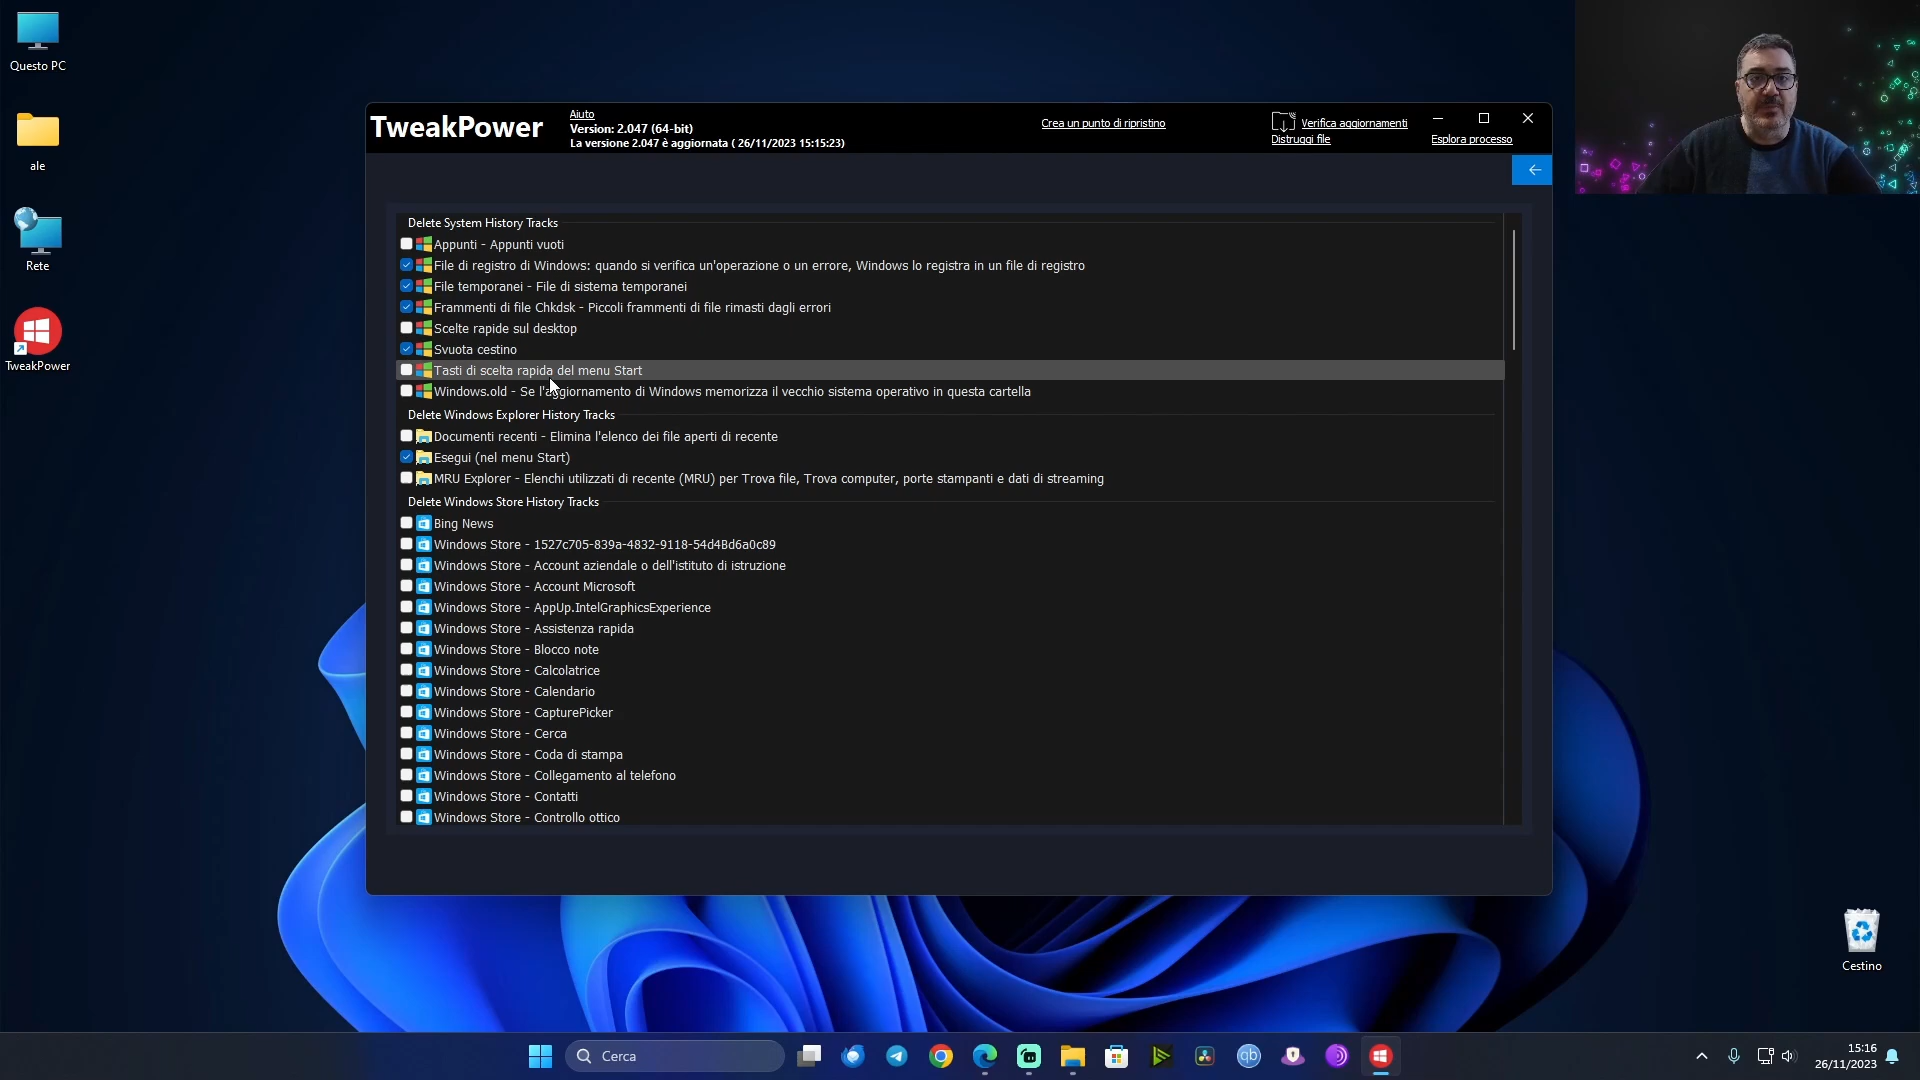 Questo PC
ale
Rete
TweakPower
TweakPower
Aiuto
Version: 2.047 (64-bit)
La versione 2.047 è aggiornata ( 26/11/2023 15:15:23)
Crea un punto di ripristino
Verifica aggiornamenti
Distruggi file
Esplora processo
Delete System History Tracks
Appunti - Appunti vuoti
File di registro di Windows: quando si verifica un'operazione o un errore, Windows lo registra in un file di registro
File temporanei - File di sistema temporanei
Frammenti di file Chkdsk - Piccoli frammenti di file rimasti dagli errori
Scelte rapide sul desktop
Svuota cestino
Tasti di scelta rapida del menu Start
Windows.old - Se l'aggiornamento di Windows memorizza il vecchio sistema operativo in questa cartella
Delete Windows Explorer History Tracks
Documenti recenti - Elimina l'elenco dei file aperti di recente
Esegui (nel menu Start)
MRU Explorer - Elenchi utilizzati di recente (MRU) per Trova file, Trova computer, porte stampanti e dati di streaming
Delete Windows Store History Tracks
Bing News
Windows Store - 1527c705-839a-4832-9118-54d4Bd6a0c89
Windows Store - Account aziendale o dell'istituto di istruzione
Windows Store - Account Microsoft
Windows Store - AppUp.IntelGraphicsExperience
Windows Store - Assistenza rapida
Windows Store - Blocco note
Windows Store - Calcolatrice
Windows Store - Calendario
Windows Store - CapturePicker
Windows Store - Cerca
Windows Store - Coda di stampa
Windows Store - Collegamento al telefono
Windows Store - Contatti
Windows Store - Controllo ottico
Cestino
Cerca
qb
15:16
26/11/2023